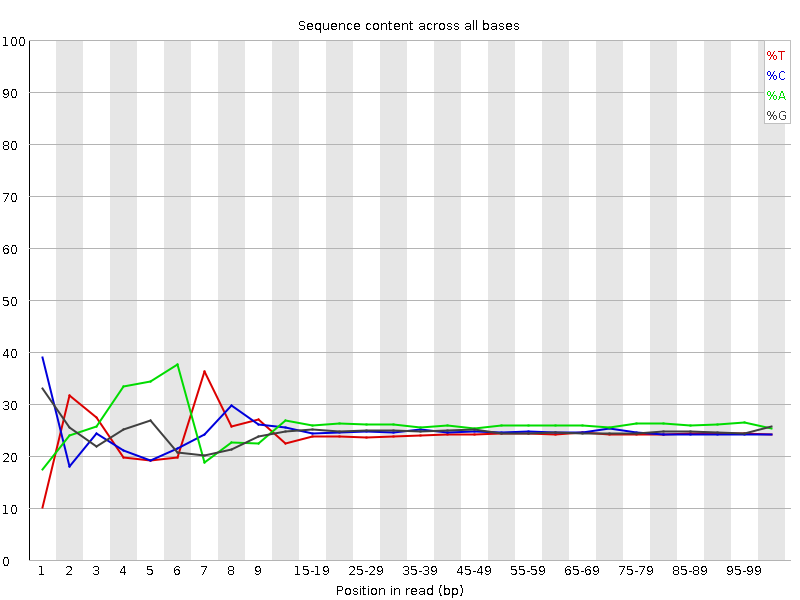 Sequence content across all bases
100
90
80
70
60
50
40
30
20
10
0
%T
%C
%A
%G
1 2 3 4 5 6 7 8 9 15-19 25-29 35-39 45-49 55-59 65-69 75-79 85-89 95-99
Position in read (bp)